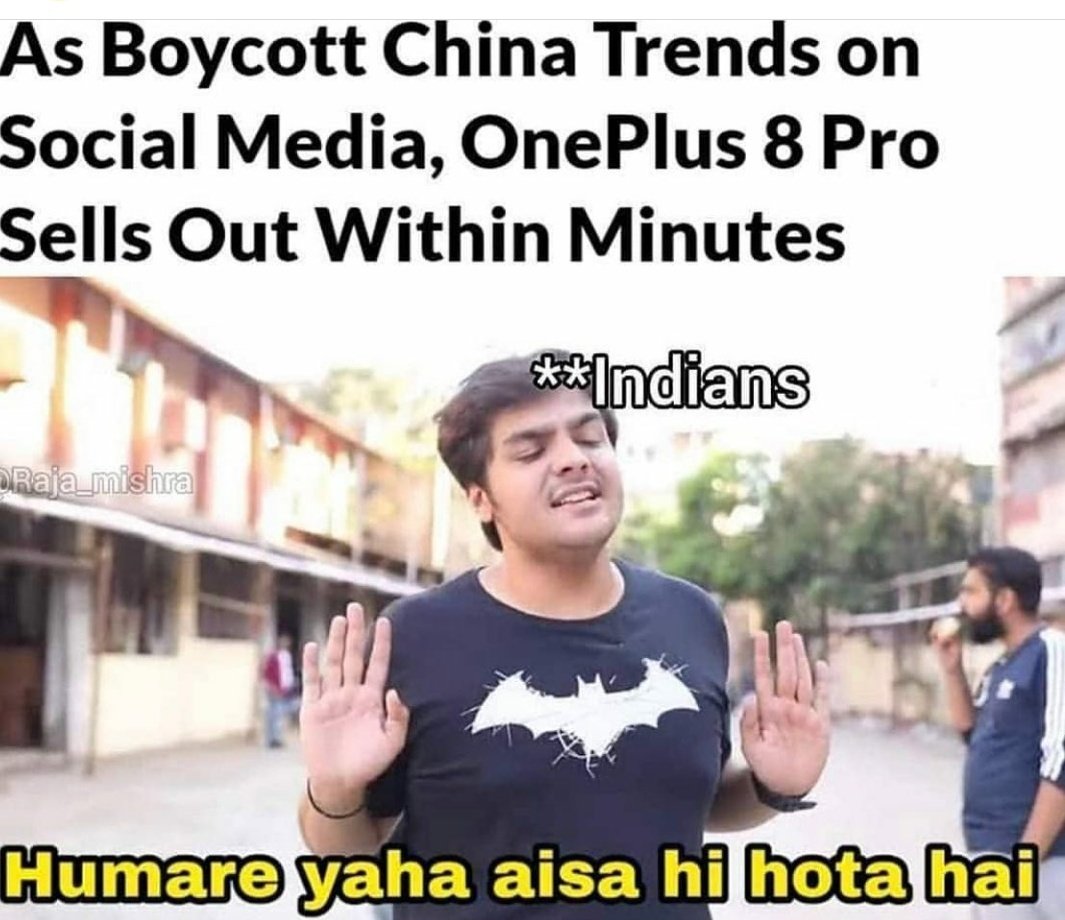 As Boycott China Trends on
Social Media, OnePlus 8 Pro
Sells Out Within Minutes
**Indians
@Raja_mishra
Humare yaha aisa hi hota hai